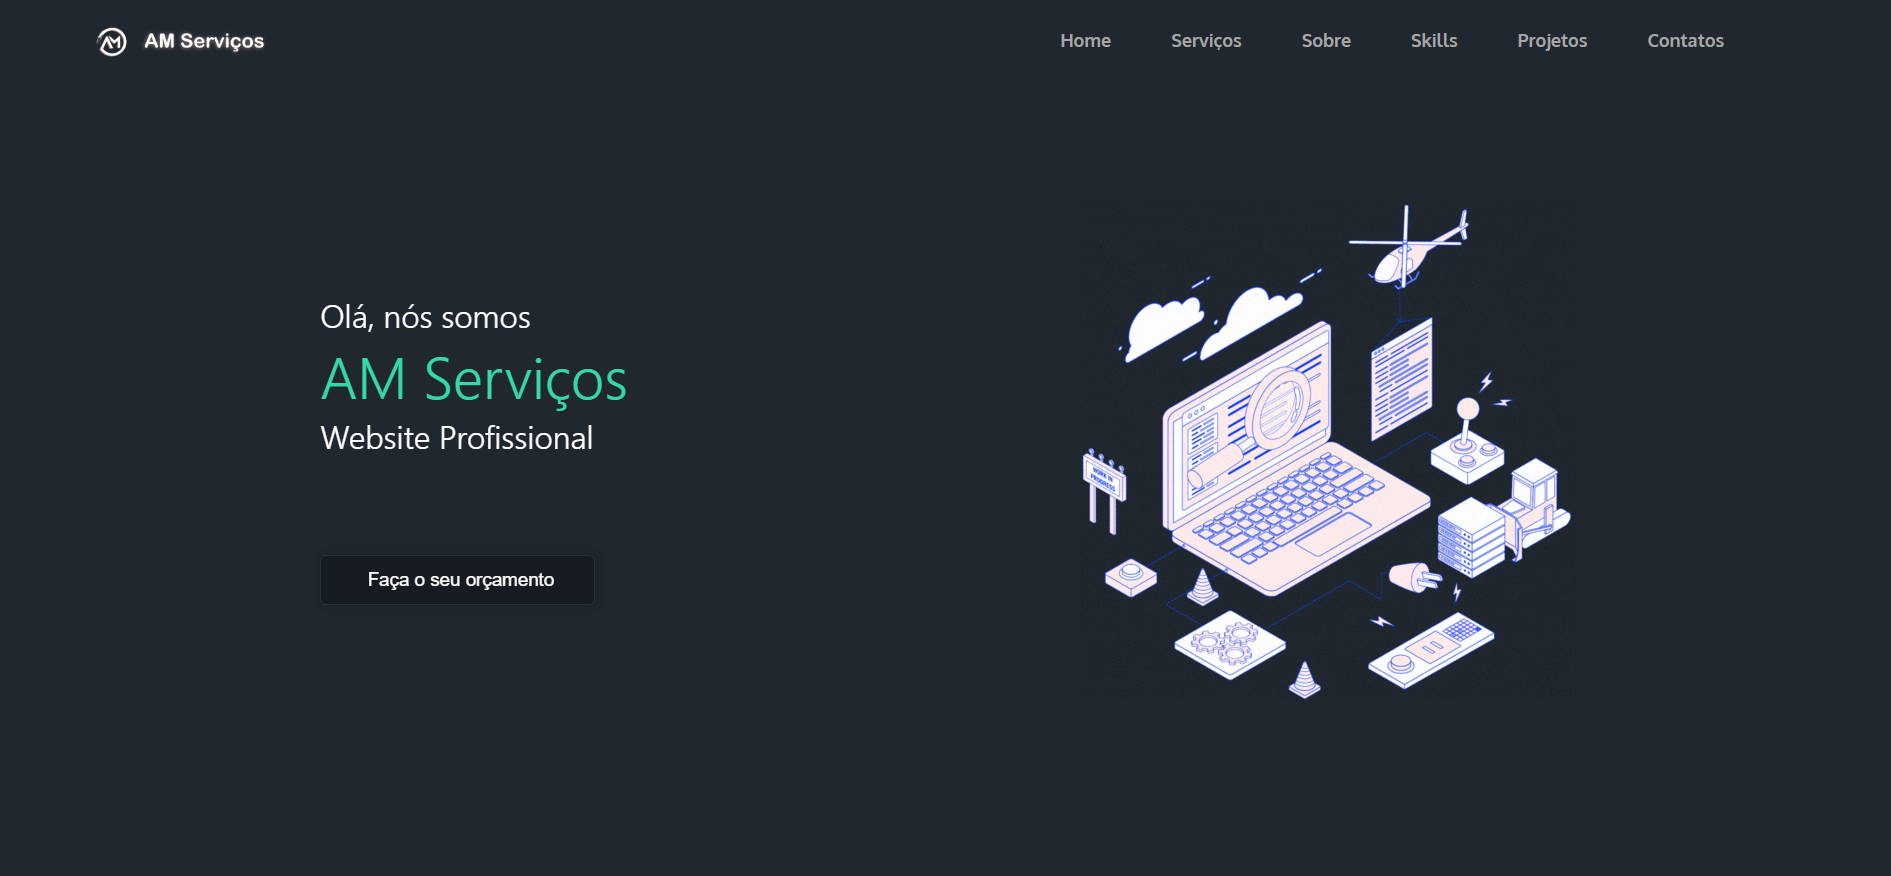 AM AM Serviços
Home Serviços Sobre Skills Projetos Contatos
Olá, nós somos
AM Serviços
Website Profissional
Faça o seu orçamento
WORK IN
PROGRESS